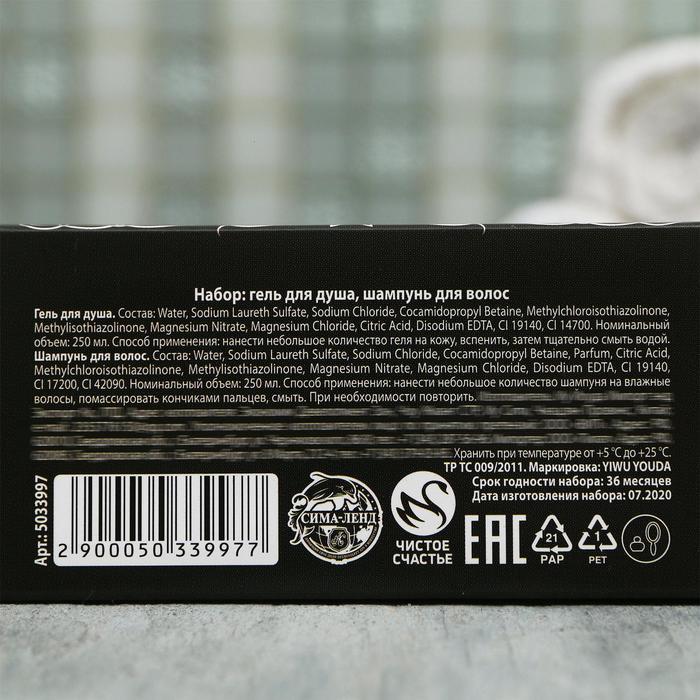 Набор: гель для душа, шампунь для волос
Гель для душа. Состав: Water, Sodium Laureth Sulfate, Sodium Chloride, Cocamidopropyl Betaine, Methylchloroisothiazolinone,
Methylisothiazolinone, Magnesium Nitrate, Magnesium Chloride, Citric Acid, Disodium EDTA, CI 19140, CI 14700. Номинальный
объем: 250 мл. Способ применения: нанести небольшое количество геля на кожу, вспенить, затем тщательно смыть водой.
Шампунь для волос. Состав: Water, Sodium Laureth Sulfate, Sodium Chloride, Cocamidopropyl Betaine, Parfum, Citric Acid,
Methylchloroisothiazolinone, Methylisothiazolinone, Magnesium Nitrate, Magnesium Chloride, Disodium EDTA, CI 19140,
CI 17200, CI 42090. Номинальный объем: 250 мл. Способ применения: нанести небольшое количество шампуня на влажные
волосы, помассировать кончиками пальцев, смыть. При необходимости повторить.
Хранить при температуре от +5 °С до +25 °С.
ТР ТС 009/2011. Маркировка: YIWU YOUDA
Срок годности набора: 36 месяцев
Дата изготовления набора: 07.2020
Арт.: 5033997
2 900050 339977
СИМА-ЛЕНД
ЧИСТОЕ
СЧАСТЬЕ
EAC
21
PAP
1
PET